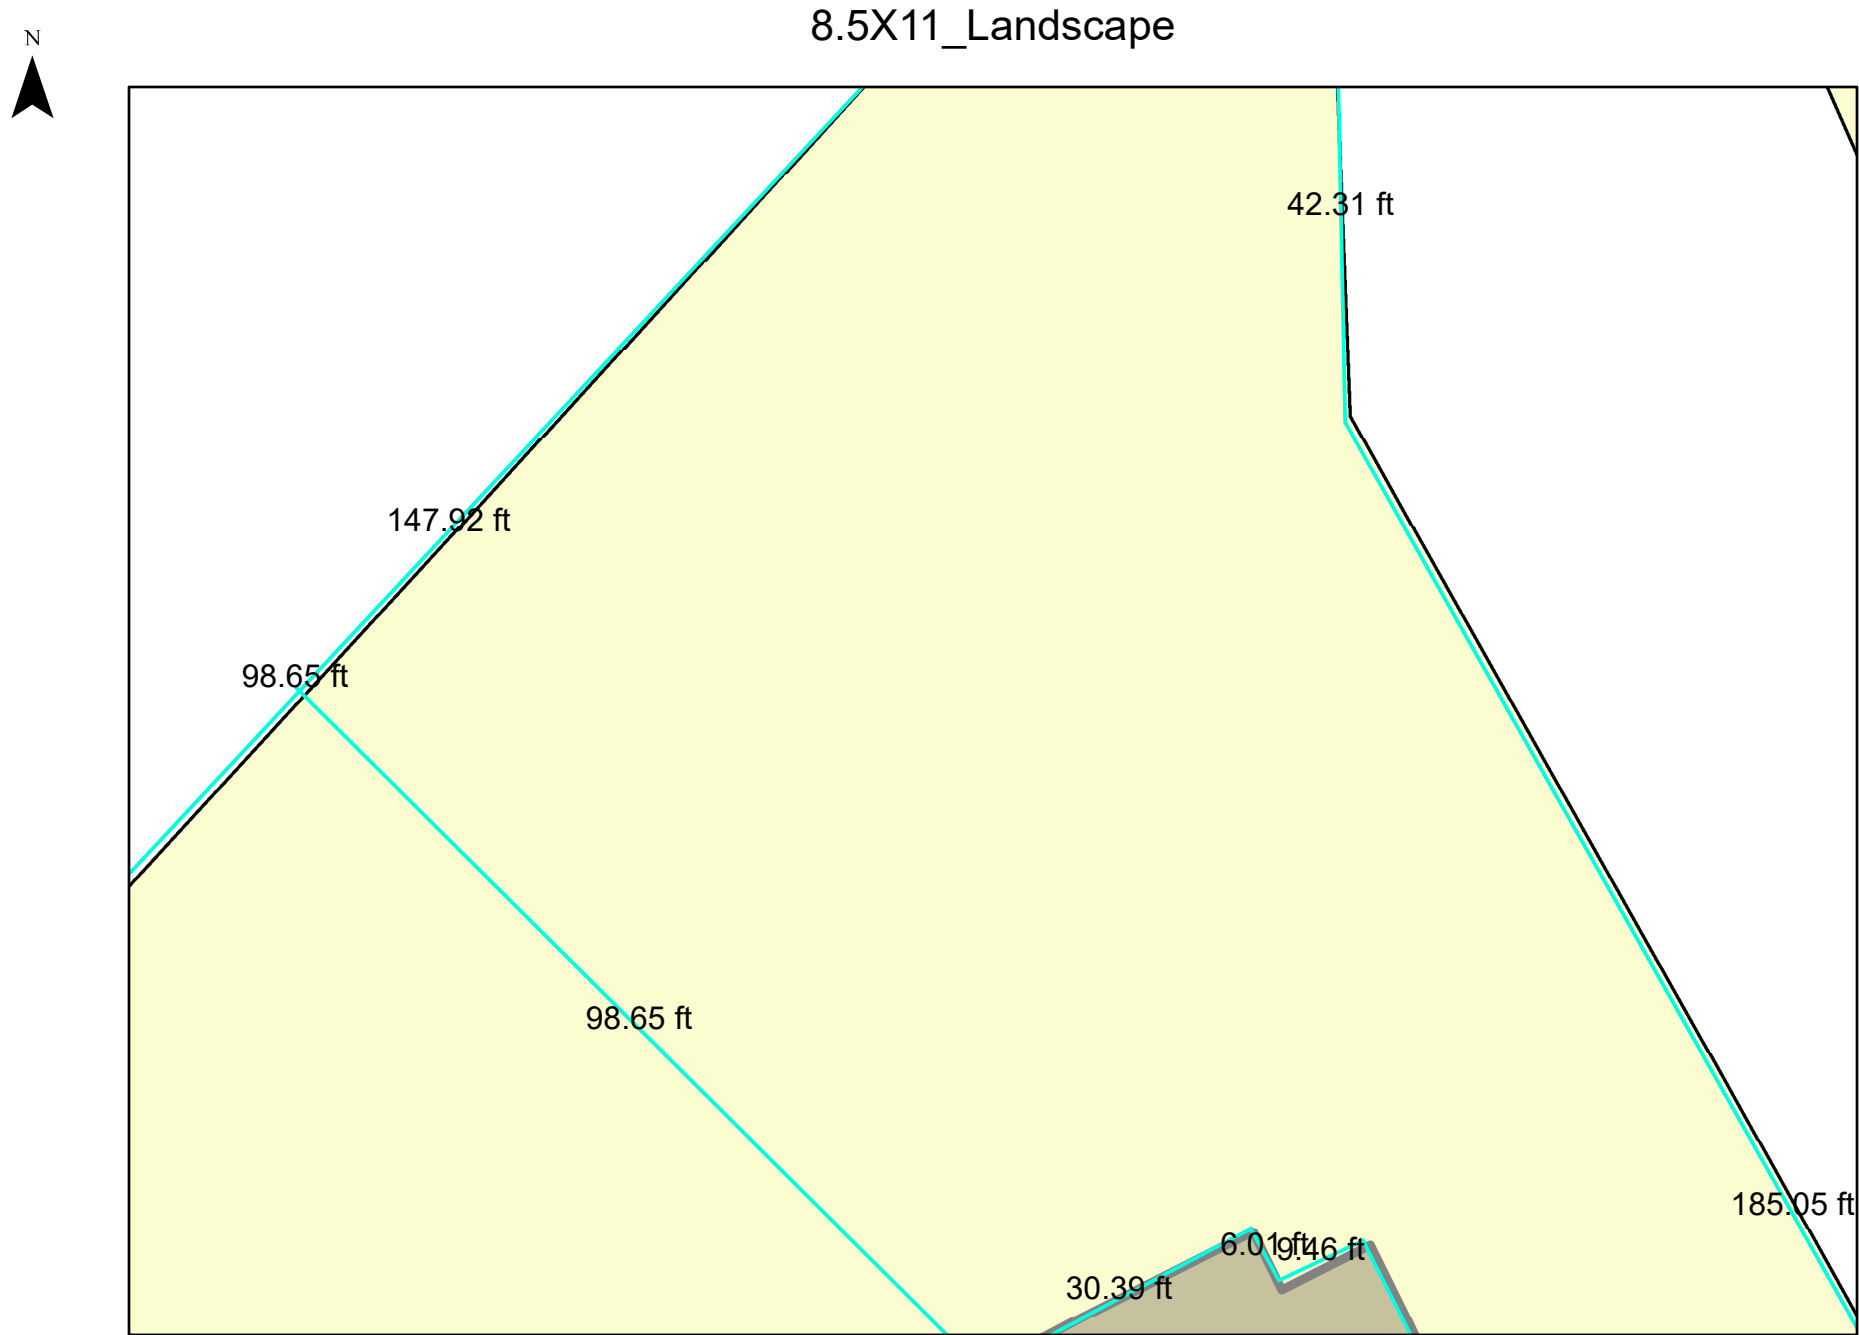 8.5X11_Landscape
N
42.31 ft
147.92 ft
98.65 ft
98.65 ft
185.05 ft
6.01 ft
9.46 ft
30.39 ft